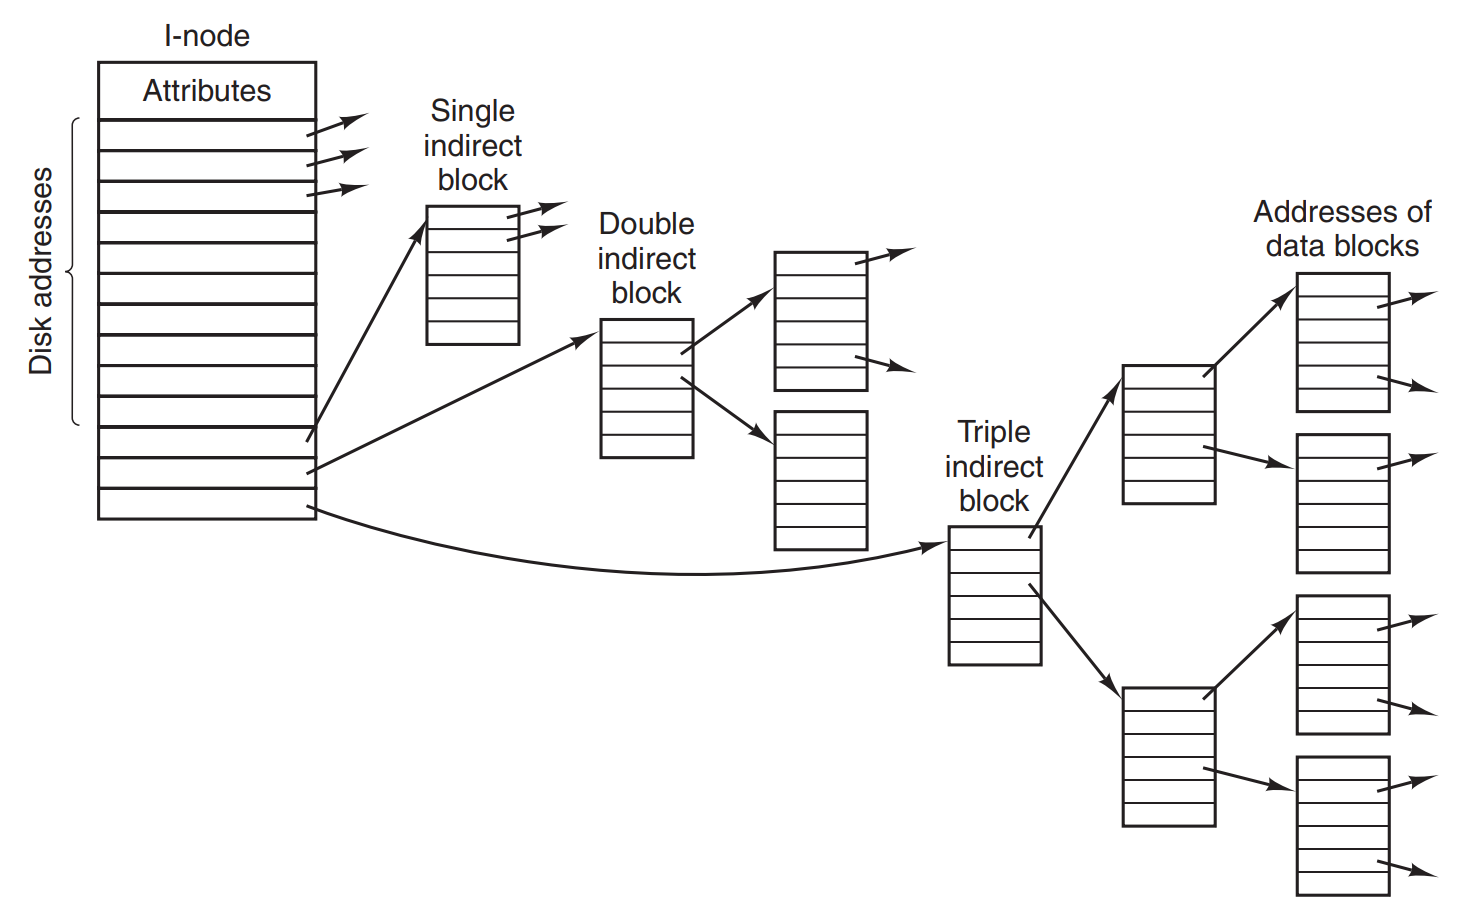 I-node
Attributes
Disk addresses
Single
indirect
block
Double
indirect
block
Triple
indirect
block
Addresses of
data blocks